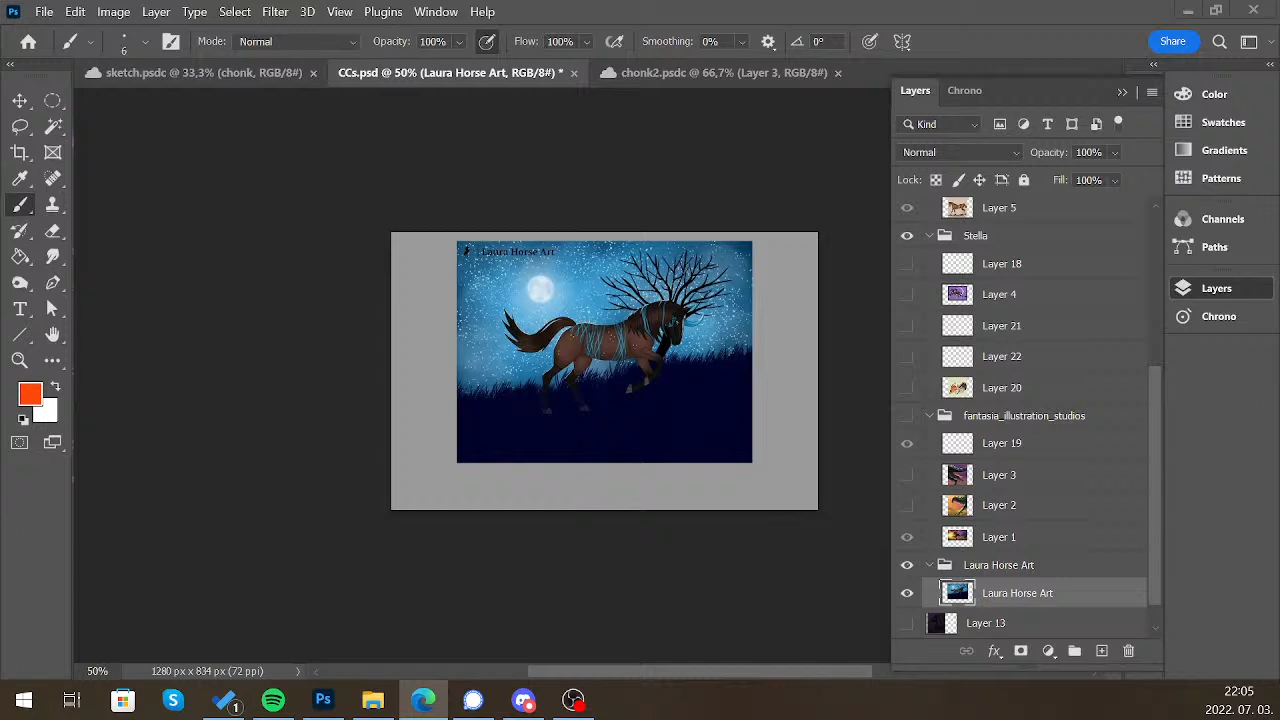 File Edit Image Layer Type Select Filter 3D View Plugins Window Help
6 Mode: Normal Opacity: 100% Flow: 100% Smoothing: 0% 0° Share
sketch.psdc @ 33,3% (chonk, RGB/8#) CCs.psd @ 50% (Laura Horse Art, RGB/8#) * chonk2.psdc @ 66,7% (Layer 3, RGB/8#)
Laura Horse Art
Layers Chrono
Kind
Normal Opacity: 100%
Lock: Fill: 100%
Layer 5
Stella
Layer 18
Layer 4
Layer 21
Layer 22
Layer 20
fantasia_illustration_studios
Layer 19
Layer 3
Layer 2
Layer 1
Laura Horse Art
Laura Horse Art
Layer 13
Color
Swatches
Gradients
Patterns
Channels
Paths
Layers
Chrono
50% 1280 px x 834 px (72 ppi)
1
22:05
2022. 07. 03.